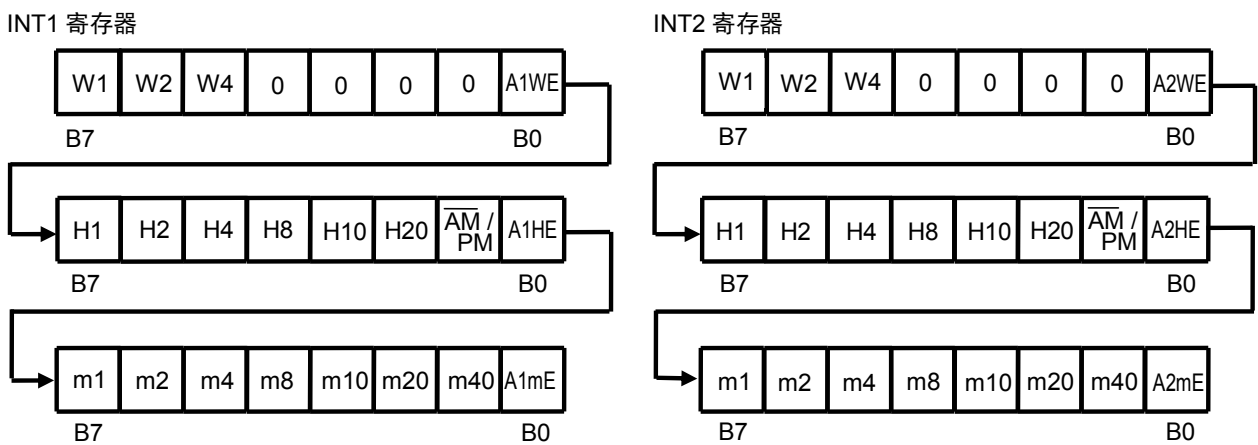 INT1 寄存器
W1 W2 W4 0 0 0 0 A1WE
B7 B0
H1 H2 H4 H8 H10 H20 AM / PM A1HE
B7 B0
m1 m2 m4 m8 m10 m20 m40 A1mE
B7 B0
INT2 寄存器
W1 W2 W4 0 0 0 0 A2WE
B7 B0
H1 H2 H4 H8 H10 H20 AM / PM A2HE
B7 B0
m1 m2 m4 m8 m10 m20 m40 A2mE
B7 B0